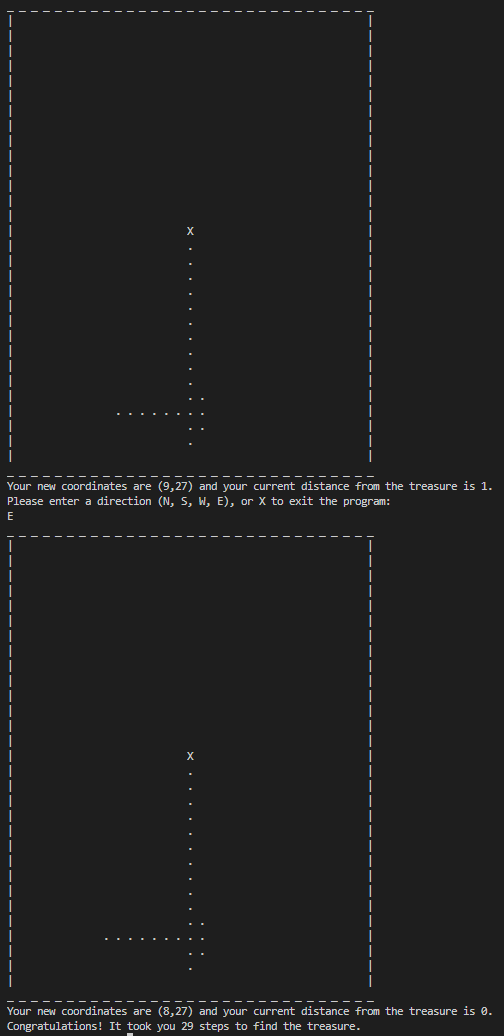 X
Your new coordinates are (9,27) and your current distance from the treasure is 1.
Please enter a direction (N, S, W, E), or X to exit the program:
E
X
Your new coordinates are (8,27) and your current distance from the treasure is 0.
Congratulations! It took you 29 steps to find the treasure.